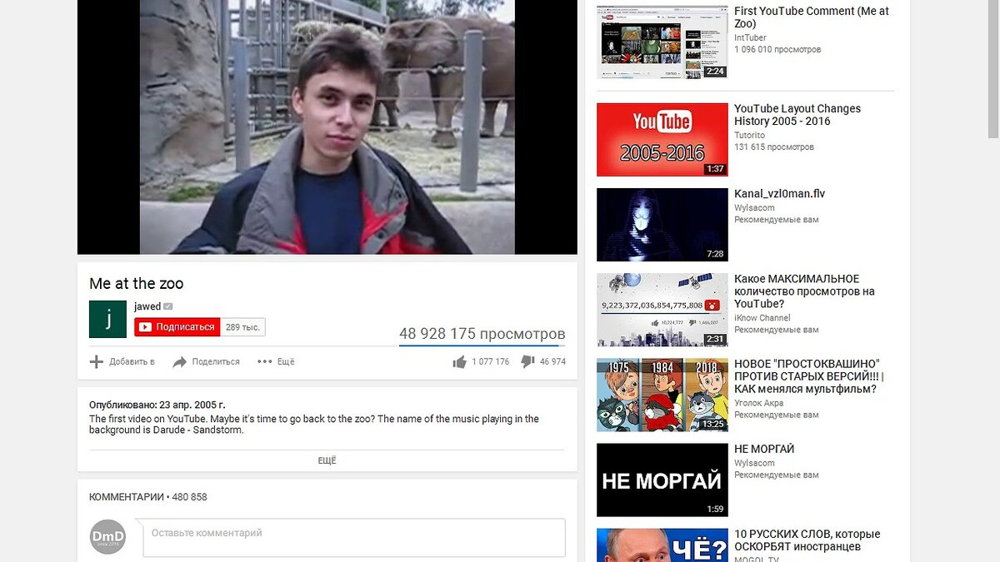 Me at the zoo
j
jawed
Подписаться
289 тыс.
48 928 175 просмотров
Добавить в
Поделиться
Ещё
1 077 176
46 974
Опубликовано: 23 апр. 2005 г.
The first video on YouTube. Maybe it's time to go back to the zoo? The name of the music playing in the
background is Darude - Sandstorm.
ЕЩЁ
КОММЕНТАРИИ • 480 858
DmD
Оставьте комментарий
2:24
First YouTube Comment (Me at
Zoo)
IntTuber
1 096 010 просмотров
YouTube
2005-2016
1:37
YouTube Layout Changes
History 2005 - 2016
Tutorito
131 615 просмотров
7:28
Kanal_vzl0man.flv
Wylsacom
Рекомендуемые вам
9,223,372,036,854,775,808
2:31
Какое МАКСИМАЛЬНОЕ
количество просмотров на
YouTube?
iKnow Channel
Рекомендуемые вам
1975 1984 2018
13:25
НОВОЕ "ПРОСТОКВАШИНО"
ПРОТИВ СТАРЫХ ВЕРСИЙ!!! |
КАК менялся мультфильм?
Уголок Акра
Рекомендуемые вам
НЕ МОРГАЙ
1:59
НЕ МОРГАЙ
Wylsacom
Рекомендуемые вам
ЧЁ?
10 РУССКИХ СЛОВ, которые
ОСКОРБЯТ иностранцев
MOGOL TV